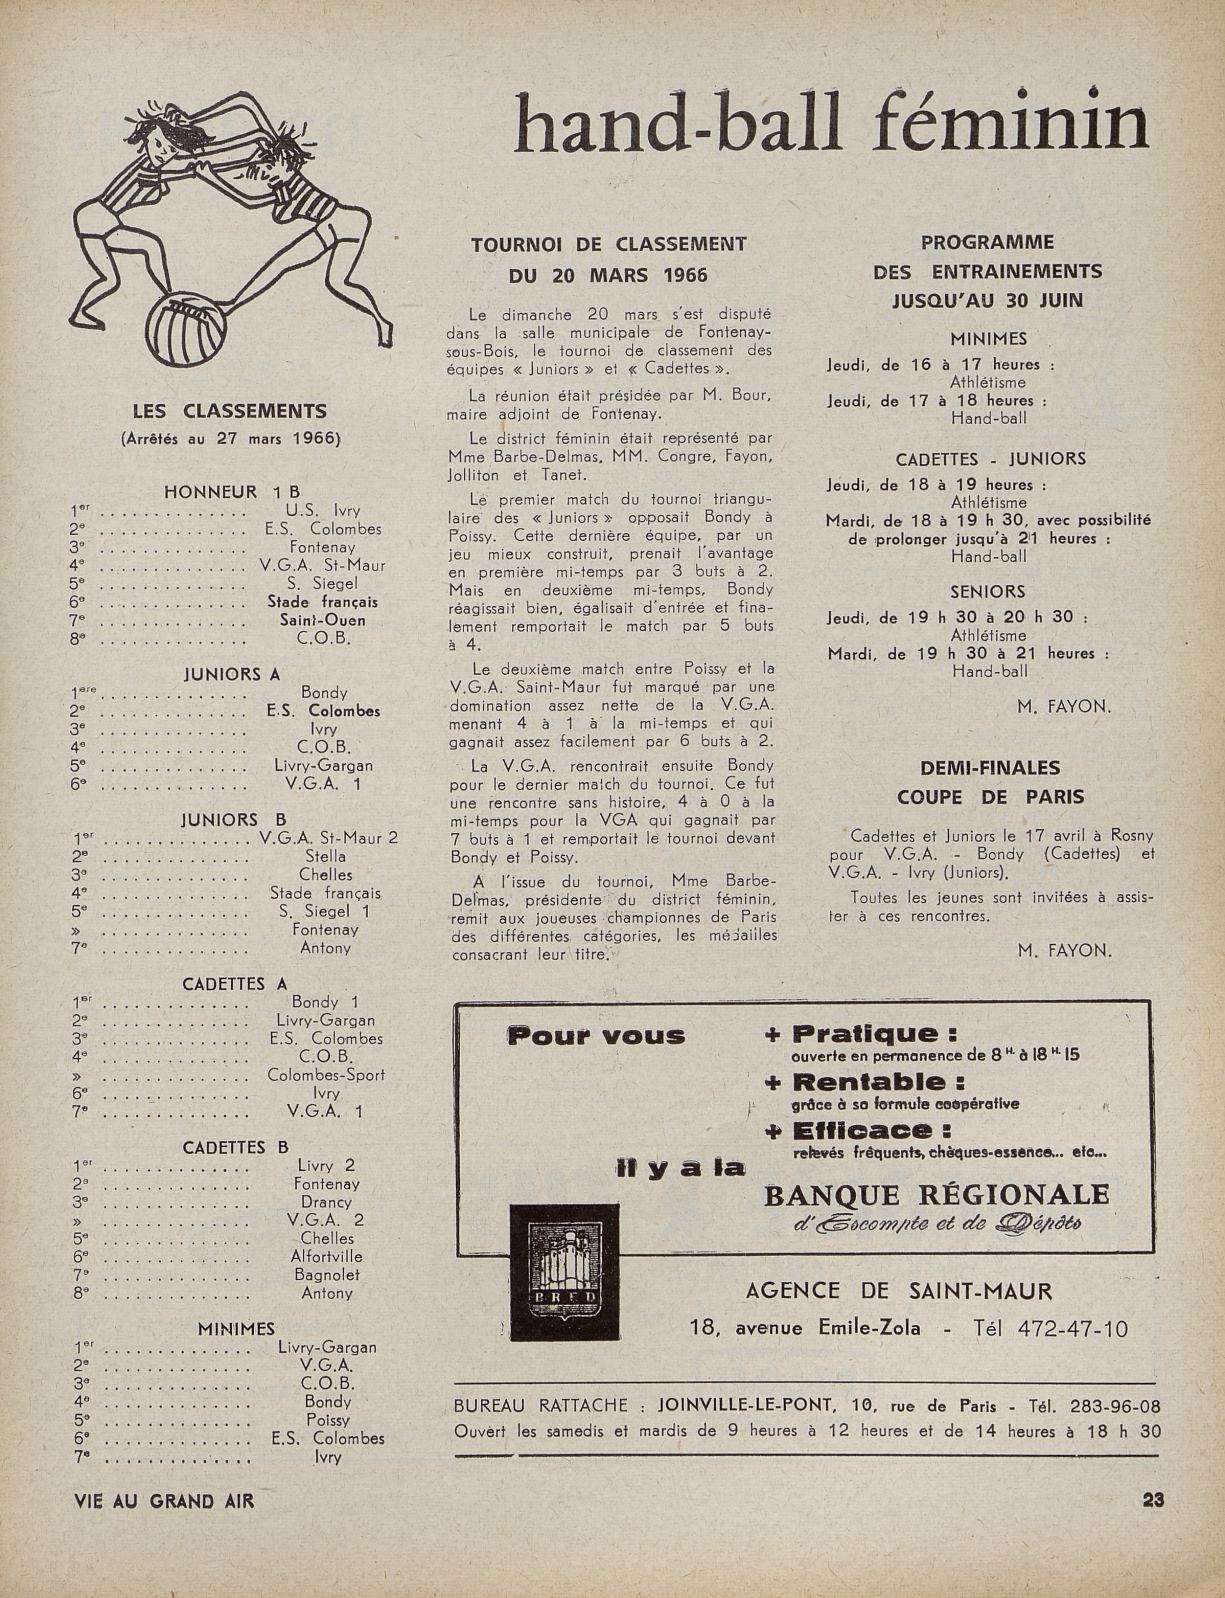 hand-ball féminin
LES CLASSEMENTS
(Arrêtés au 27 mars 1966)
HONNEUR 1 B
1er .............. U.S. Ivry
2e .............. E.S. Colombes
3e .............. Fontenay
4e .............. V.G.A. St-Maur
5e .............. S. Siegel
6e .............. Stade français
7e .............. Saint-Ouen
8e .............. C.O.B.
JUNIORS A
1ere .............. Bondy
2e .............. E.S. Colombes
3e .............. Ivry
4e .............. C.O.B.
5e .............. Livry-Gargan
6e .............. V.G.A. 1
JUNIORS B
1er .............. V.G.A. St-Maur 2
2e .............. Stella
3e .............. Chelles
4e .............. Stade français
5e .............. S. Siegel 1
» .............. Fontenay
7e .............. Antony
CADETTES A
1er .............. Bondy 1
2e .............. Livry-Gargan
3e .............. E.S. Colombes
4e .............. C.O.B.
» .............. Colombes-Sport
6e .............. Ivry
7e .............. V.G.A. 1
CADETTES B
1er .............. Livry 2
2e .............. Fontenay
3e .............. Drancy
» .............. V.G.A. 2
5e .............. Chelles
6e .............. Alfortville
7e .............. Bagnolet
8e .............. Antony
MINIMES
1er .............. Livry-Gargan
2e .............. V.G.A.
3e .............. C.O.B.
4e .............. Bondy
5e .............. Poissy
6e .............. E.S. Colombes
7e .............. Ivry
TOURNOI DE CLASSEMENT
DU 20 MARS 1966
Le dimanche 20 mars s'est disputé
dans la salle municipale de Fontenay-
sous-Bois, le tournoi de classement des
équipes « Juniors » et « Cadettes ».
La réunion était présidée par M. Bour,
maire adjoint de Fontenay.
Le district féminin était représenté par
Mme Barbe-Delmas, MM. Congre, Fayon,
Jolliton et Tanet.
Le premier match du tournoi triangu-
laire des « Juniors » opposait Bondy à
Poissy. Cette dernière équipe, par un
jeu mieux construit, prenait l'avantage
en première mi-temps par 3 buts à 2.
Mais en deuxième mi-temps, Bondy
réagissait bien, égalisait d'entrée et fina-
lement remportait le match par 5 buts
à 4.
Le deuxième match entre Poissy et la
V.G.A. Saint-Maur fut marqué par une
domination assez nette de la V.G.A.
menant 4 à 1 à la mi-temps et qui
gagnait assez facilement par 6 buts à 2.
La V.G.A. rencontrait ensuite Bondy
pour le dernier match du tournoi. Ce fut
une rencontre sans histoire, 4 à 0 à la
mi-temps pour la VGA qui gagnait par
7 buts à 1 et remportait le tournoi devant
Bondy et Poissy.
A l'issue du tournoi, Mme Barbe-
Delmas, présidente du district féminin,
remit aux joueuses championnes de Paris
des différentes catégories, les médailles
consacrant leur titre.
PROGRAMME
DES ENTRAINEMENTS
JUSQU'AU 30 JUIN
MINIMES
Jeudi, de 16 à 17 heures :
Athlétisme
Jeudi, de 17 à 18 heures :
Hand-ball
CADETTES - JUNIORS
Jeudi, de 18 à 19 heures :
Athlétisme
Mardi, de 18 à 19 h 30, avec possibilité
de prolonger jusqu'à 21 heures :
Hand-ball
SENIORS
Jeudi, de 19 h 30 à 20 h 30 :
Athlétisme
Mardi, de 19 h 30 à 21 heures :
Hand-ball
M. FAYON.
DEMI-FINALES
COUPE DE PARIS
Cadettes et Juniors le 17 avril à Rosny
pour V.G.A. - Bondy (Cadettes) et
V.G.A. - Ivry (Juniors).
Toutes les jeunes sont invitées à assis-
ter à ces rencontres.
M. FAYON.
Pour vous
+ Pratique :
ouverte en permanence de 8 H. à 18 H. 15
+ Rentable :
grâce à sa formule coopérative
+ Efficace :
relevés fréquents, chèques-essence... etc...
il y a la
BANQUE RÉGIONALE
d'Escompte et de Dépôts
BRED
AGENCE DE SAINT-MAUR
18, avenue Emile-Zola - Tél 472-47-10
BUREAU RATTACHE : JOINVILLE-LE-PONT, 10, rue de Paris - Tél. 283-96-08
Ouvert les samedis et mardis de 9 heures à 12 heures et de 14 heures à 18 h 30
VIE AU GRAND AIR
23